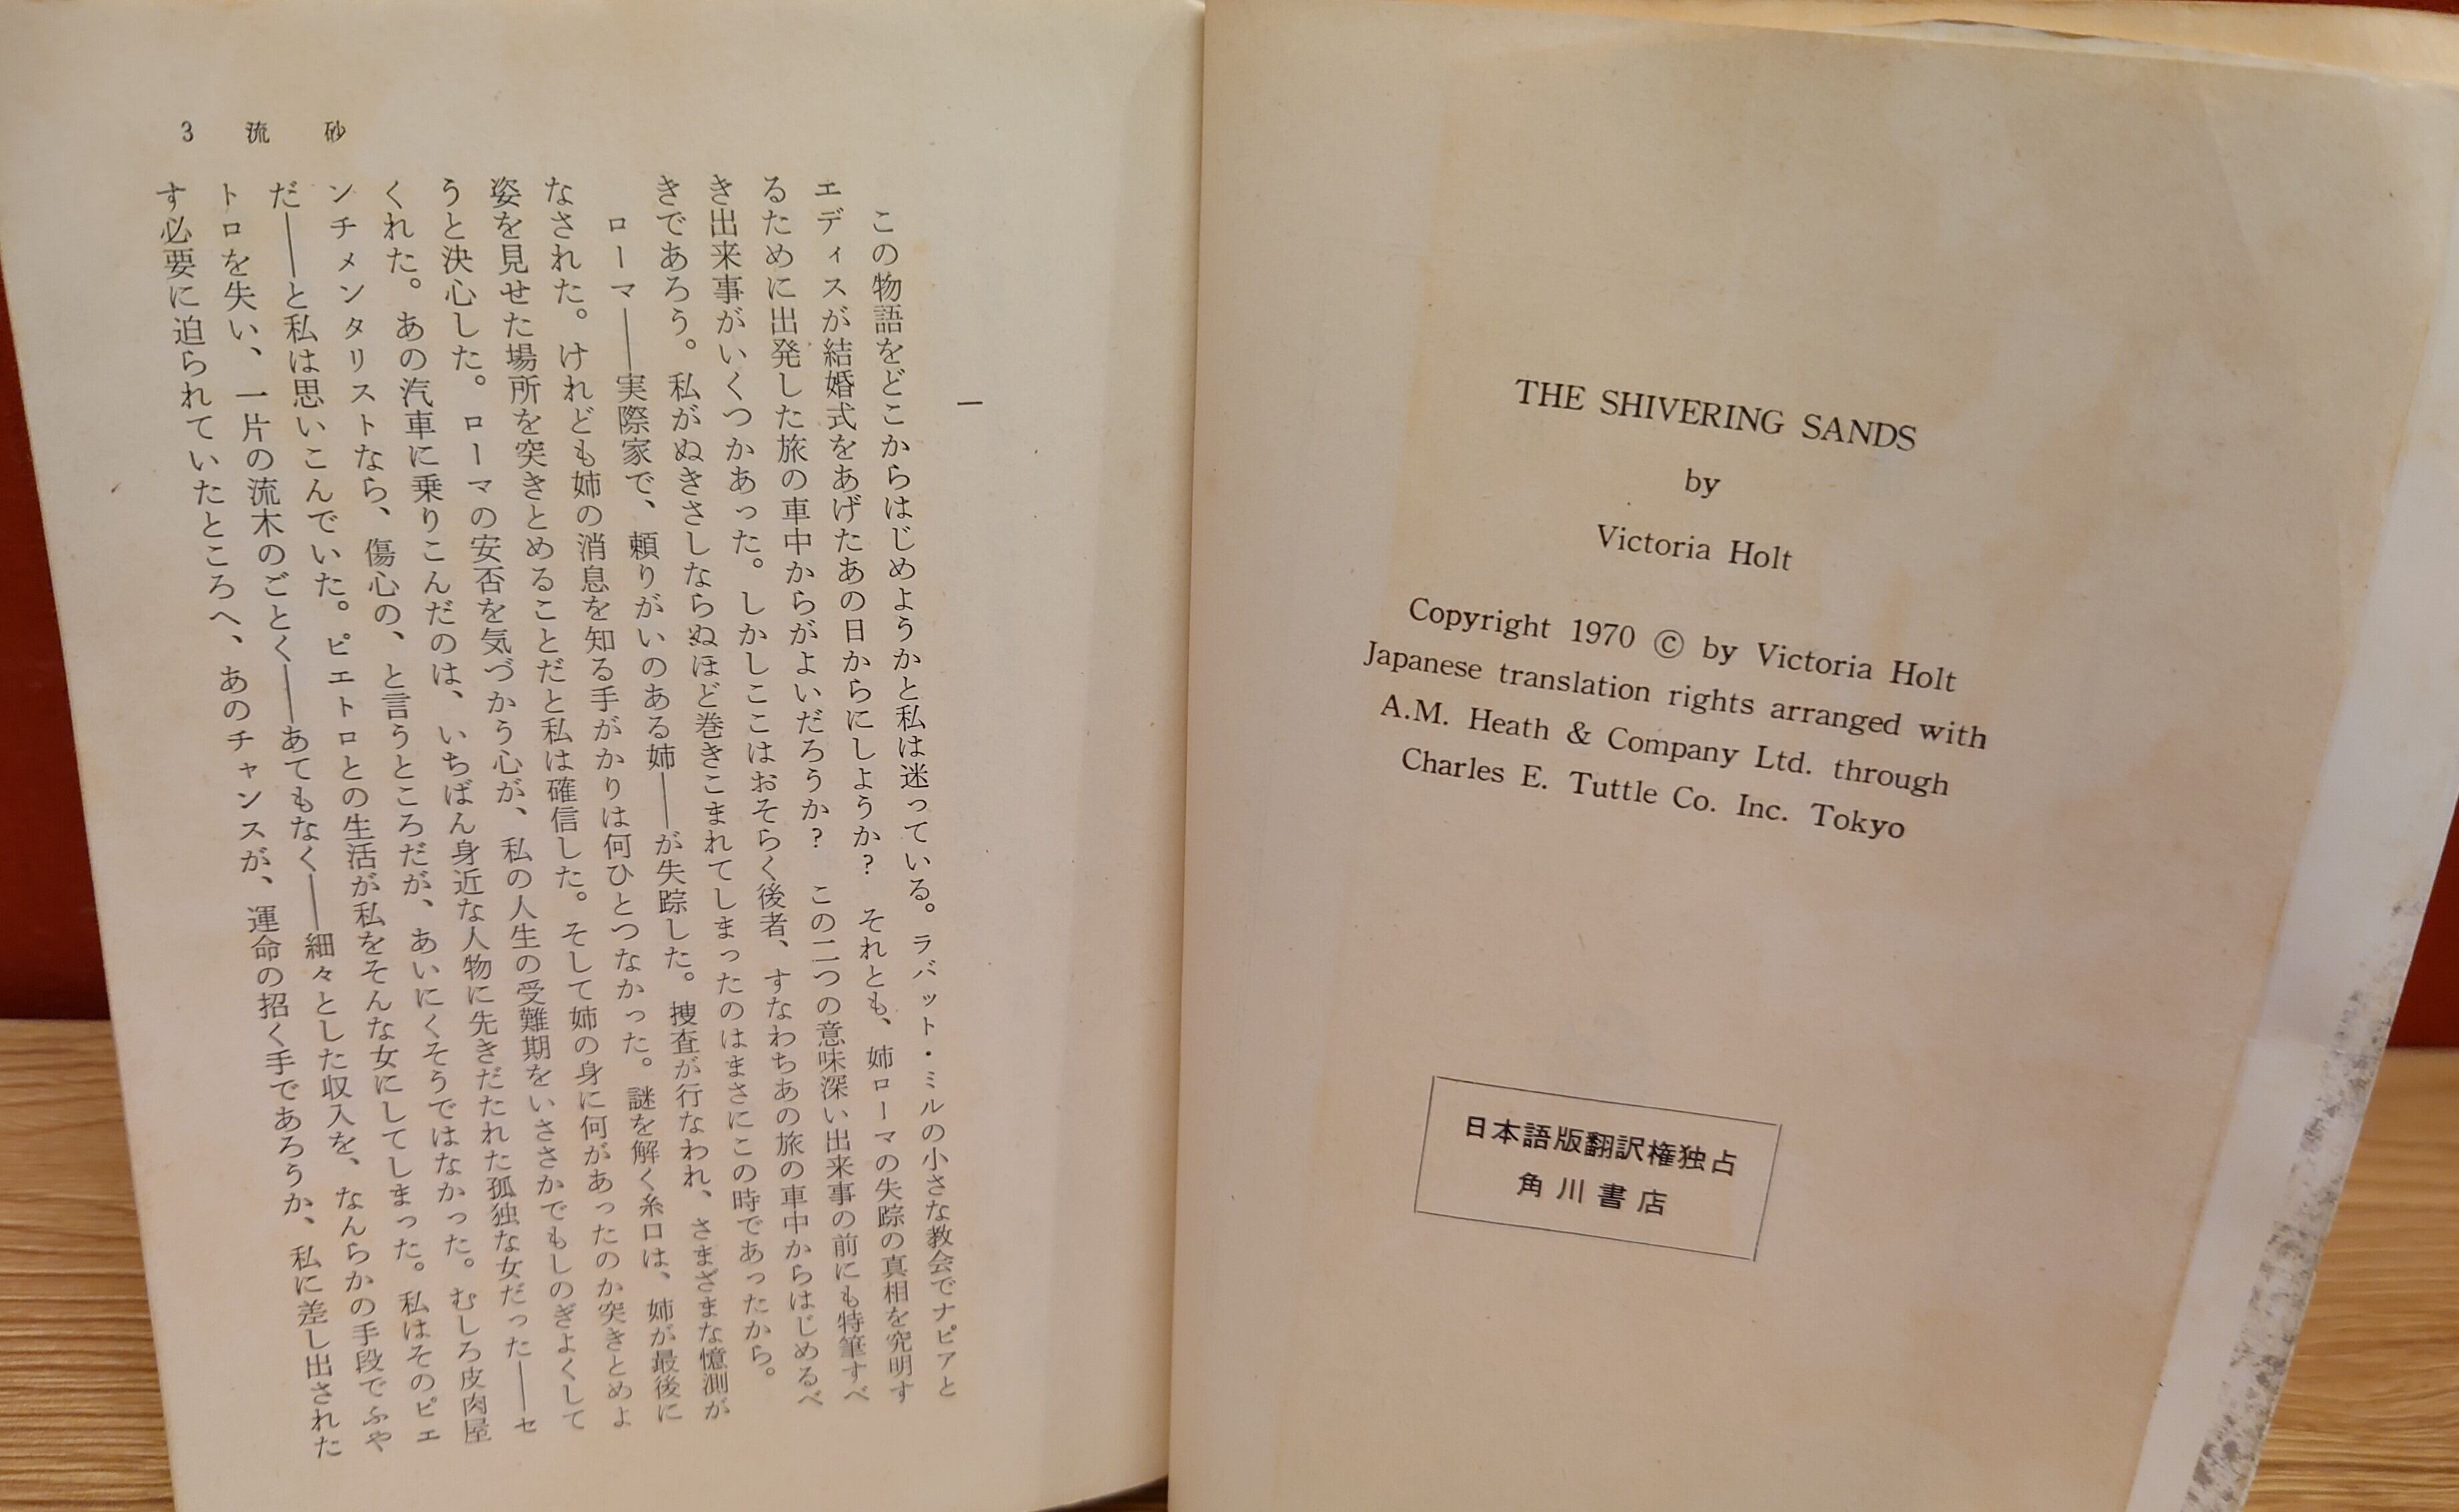 THE SHIVERING SANDS
by
Victoria Holt
Copyright 1970 © by Victoria Holt
Japanese translation rights arranged with
A.M. Heath & Company Ltd. through
Charles E. Tuttle Co. Inc. Tokyo
日本語版翻訳権独占
角川書店
3 流 砂
一
この物語をどこからはじめようかと私は迷っている。ラバット・ミルの小さな教会でナピアと
エディスが結婚式をあげたあの日からにしようか? それとも、姉ローマの失踪の真相を究明す
るために出発した旅の車中からがよいだろうか? この二つの意味深い出来事の前にも特筆すべ
き出来事がいくつかあった。しかしここはおそらく後者、すなわちあの旅の車中からはじめるべ
きであろう。私がぬきさしならぬほど巻きこまれてしまったのはまさにこの時であったから。
ローマ――実際家で、頼りがいのある姉――が失踪した。捜査が行なわれ、さまざまな憶測が
なされた。けれども姉の消息を知る手がかりは何ひとつなかった。謎を解く糸口は、姉が最後に
姿を見せた場所を突きとめることだと私は確信した。そして姉の身に何があったのか突きとめよ
うと決心した。ローマの安否を気づかう心が、私の人生の受難期をいささかでもしのぎよくして
くれた。あの汽車に乗りこんだのは、いちばん身近な人物に先きだたれた孤独な女だった――セ
ンチメンタリストなら、傷心の、と言うところだが、あいにくそうではなかった。むしろ皮肉屋
だ――と私は思いこんでいた。ピエトロとの生活が私をそんな女にしてしまった。私はそのピエ
トロを失い、一片の流木のごとく――あてもなく――細々とした収入を、なんらかの手段でふや
す必要に迫られていたところへ、あのチャンスが、運命の招く手であろうか、私に差し出された